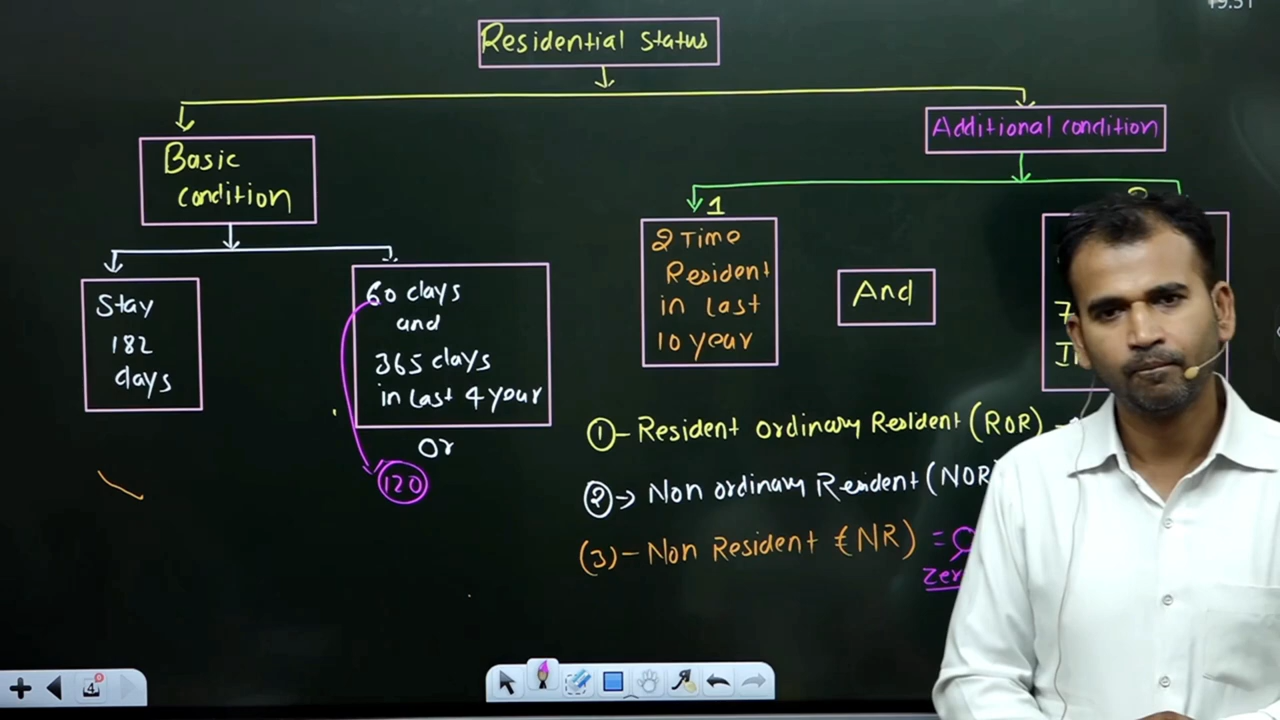 Residential status
Basic
condition
Additional condition
Stay
182
days
60 days
and
365 days
in last 4 year
Or
120
1
2 Time
Resident
in last
10 year
And
7
1- Resident ordinary Resident (ROR) -
2→ Non ordinary Resident (NOR
(3)- Non Resident (NR) =
4